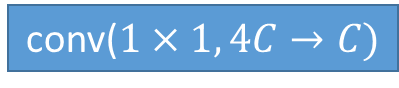 conv(1 × 1, 4C → C)